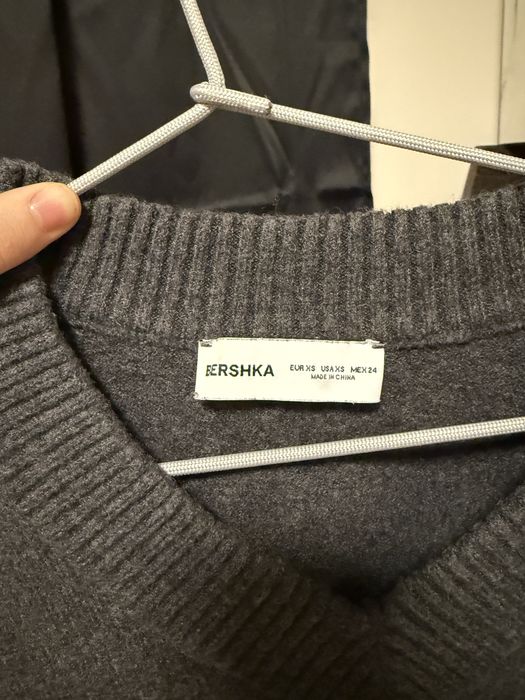 BERSHKA
EUR XS USA XS MEX 24
MADE IN CHINA